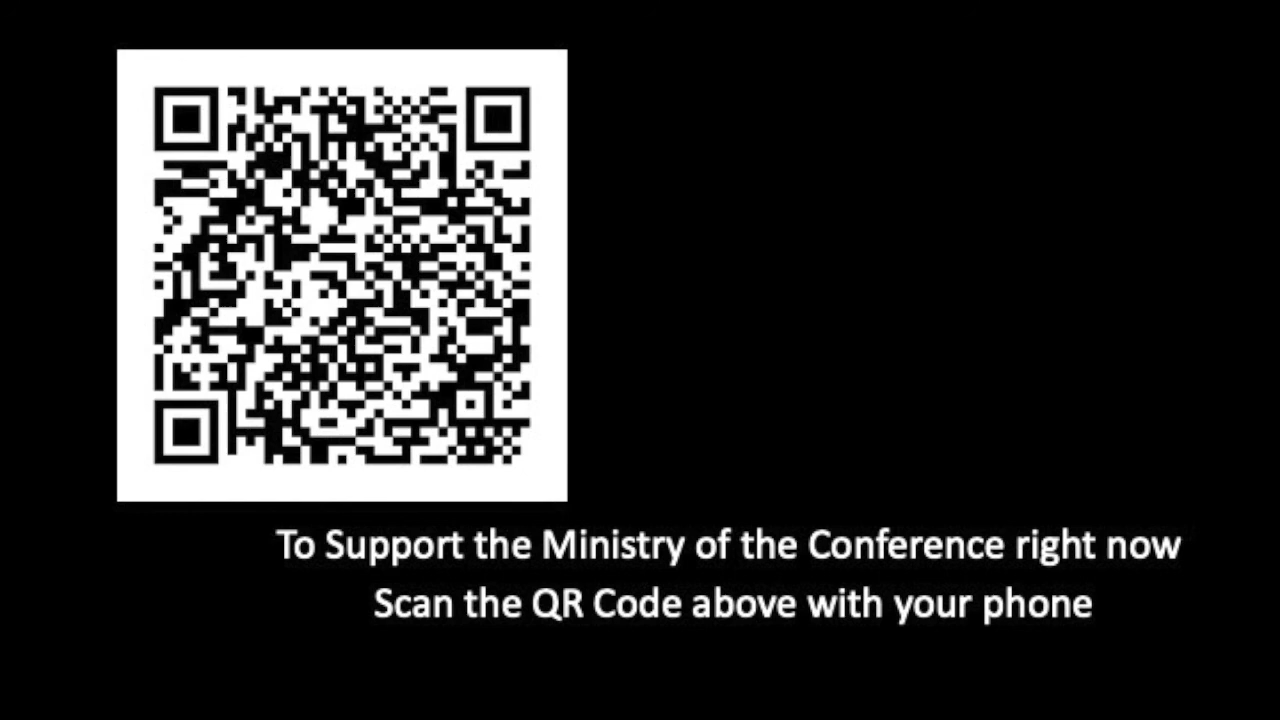 To Support the Ministry of the Conference right now
Scan the QR Code above with your phone